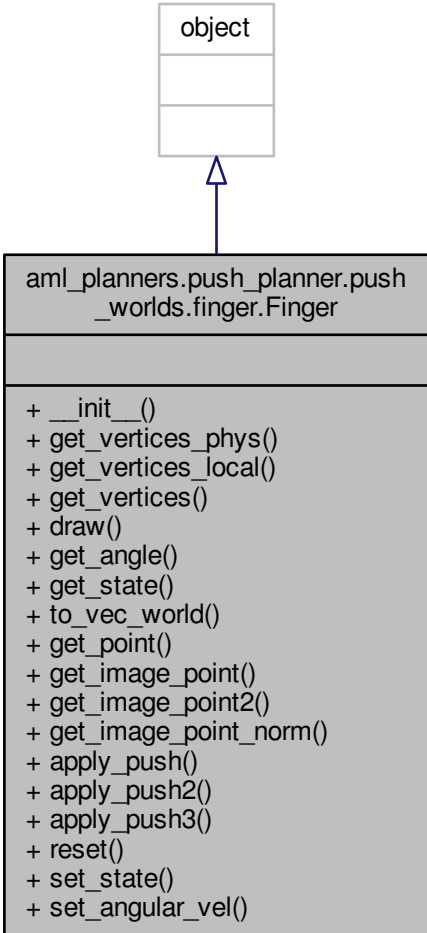 object
aml_planners.push_planner.push
_worlds.finger.Finger
+ __init__()
+ get_vertices_phys()
+ get_vertices_local()
+ get_vertices()
+ draw()
+ get_angle()
+ get_state()
+ to_vec_world()
+ get_point()
+ get_image_point()
+ get_image_point2()
+ get_image_point_norm()
+ apply_push()
+ apply_push2()
+ apply_push3()
+ reset()
+ set_state()
+ set_angular_vel()